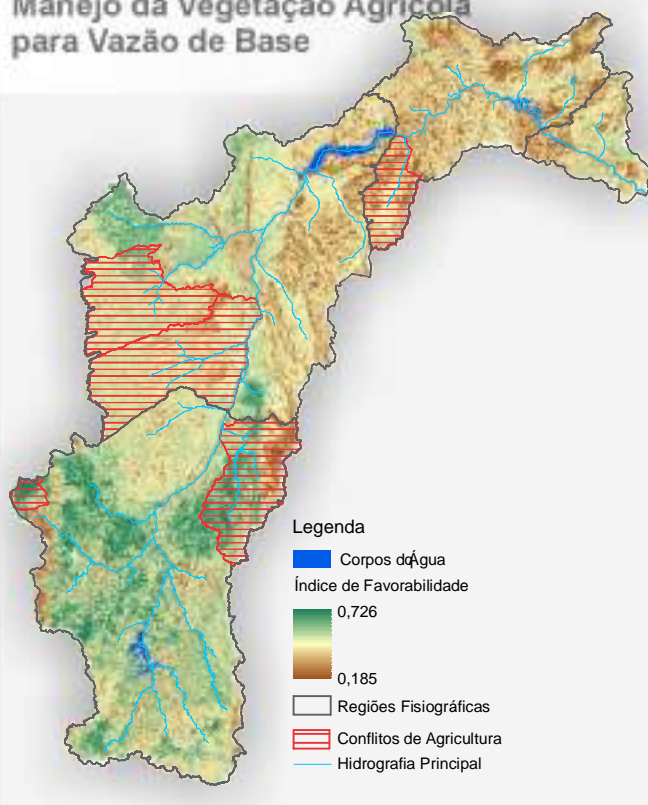 Manejo da Vegetação Agrícola
para Vazão de Base
Legenda
Corpos doÁgua
Índice de Favorabilidade
0,726
0,185
Regiões Fisiográficas
Conflitos de Agricultura
Hidrografia Principal